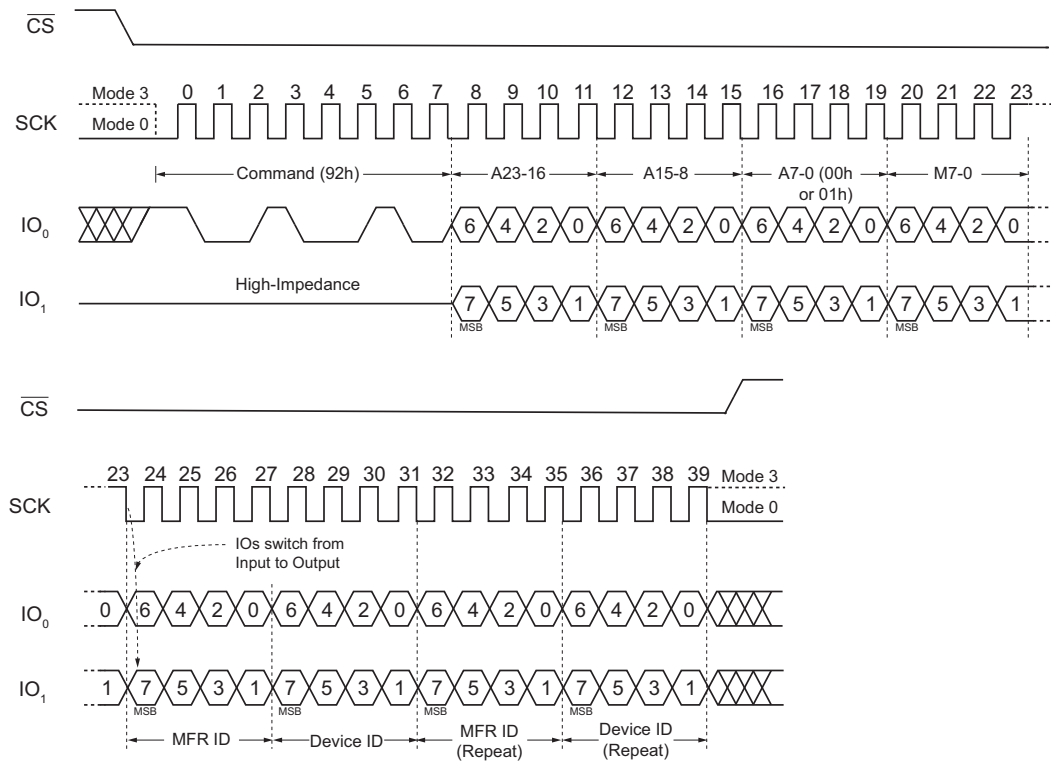 CS
Mode 3 0 1 2 3 4 5 6 7 8 9 10 11 12 13 14 15 16 17 18 19 20 21 22 23
SCK Mode 0
Command (92h) A23-16 A15-8 A7-0 (00h or 01h) M7-0
IO0 6 4 2 0 6 4 2 0 6 4 2 0 6 4 2 0
High-Impedance
IO1 7 5 3 1 7 5 3 1 7 5 3 1 7 5 3 1
MSB MSB MSB MSB
CS
23 24 25 26 27 28 29 30 31 32 33 34 35 36 37 38 39 Mode 3
SCK Mode 0
IOs switch from
Input to Output
IO0 0 6 4 2 0 6 4 2 0 6 4 2 0 6 4 2 0
IO1 1 7 5 3 1 7 5 3 1 7 5 3 1 7 5 3 1
MSB MSB MSB MSB
MFR ID Device ID MFR ID (Repeat) Device ID (Repeat)